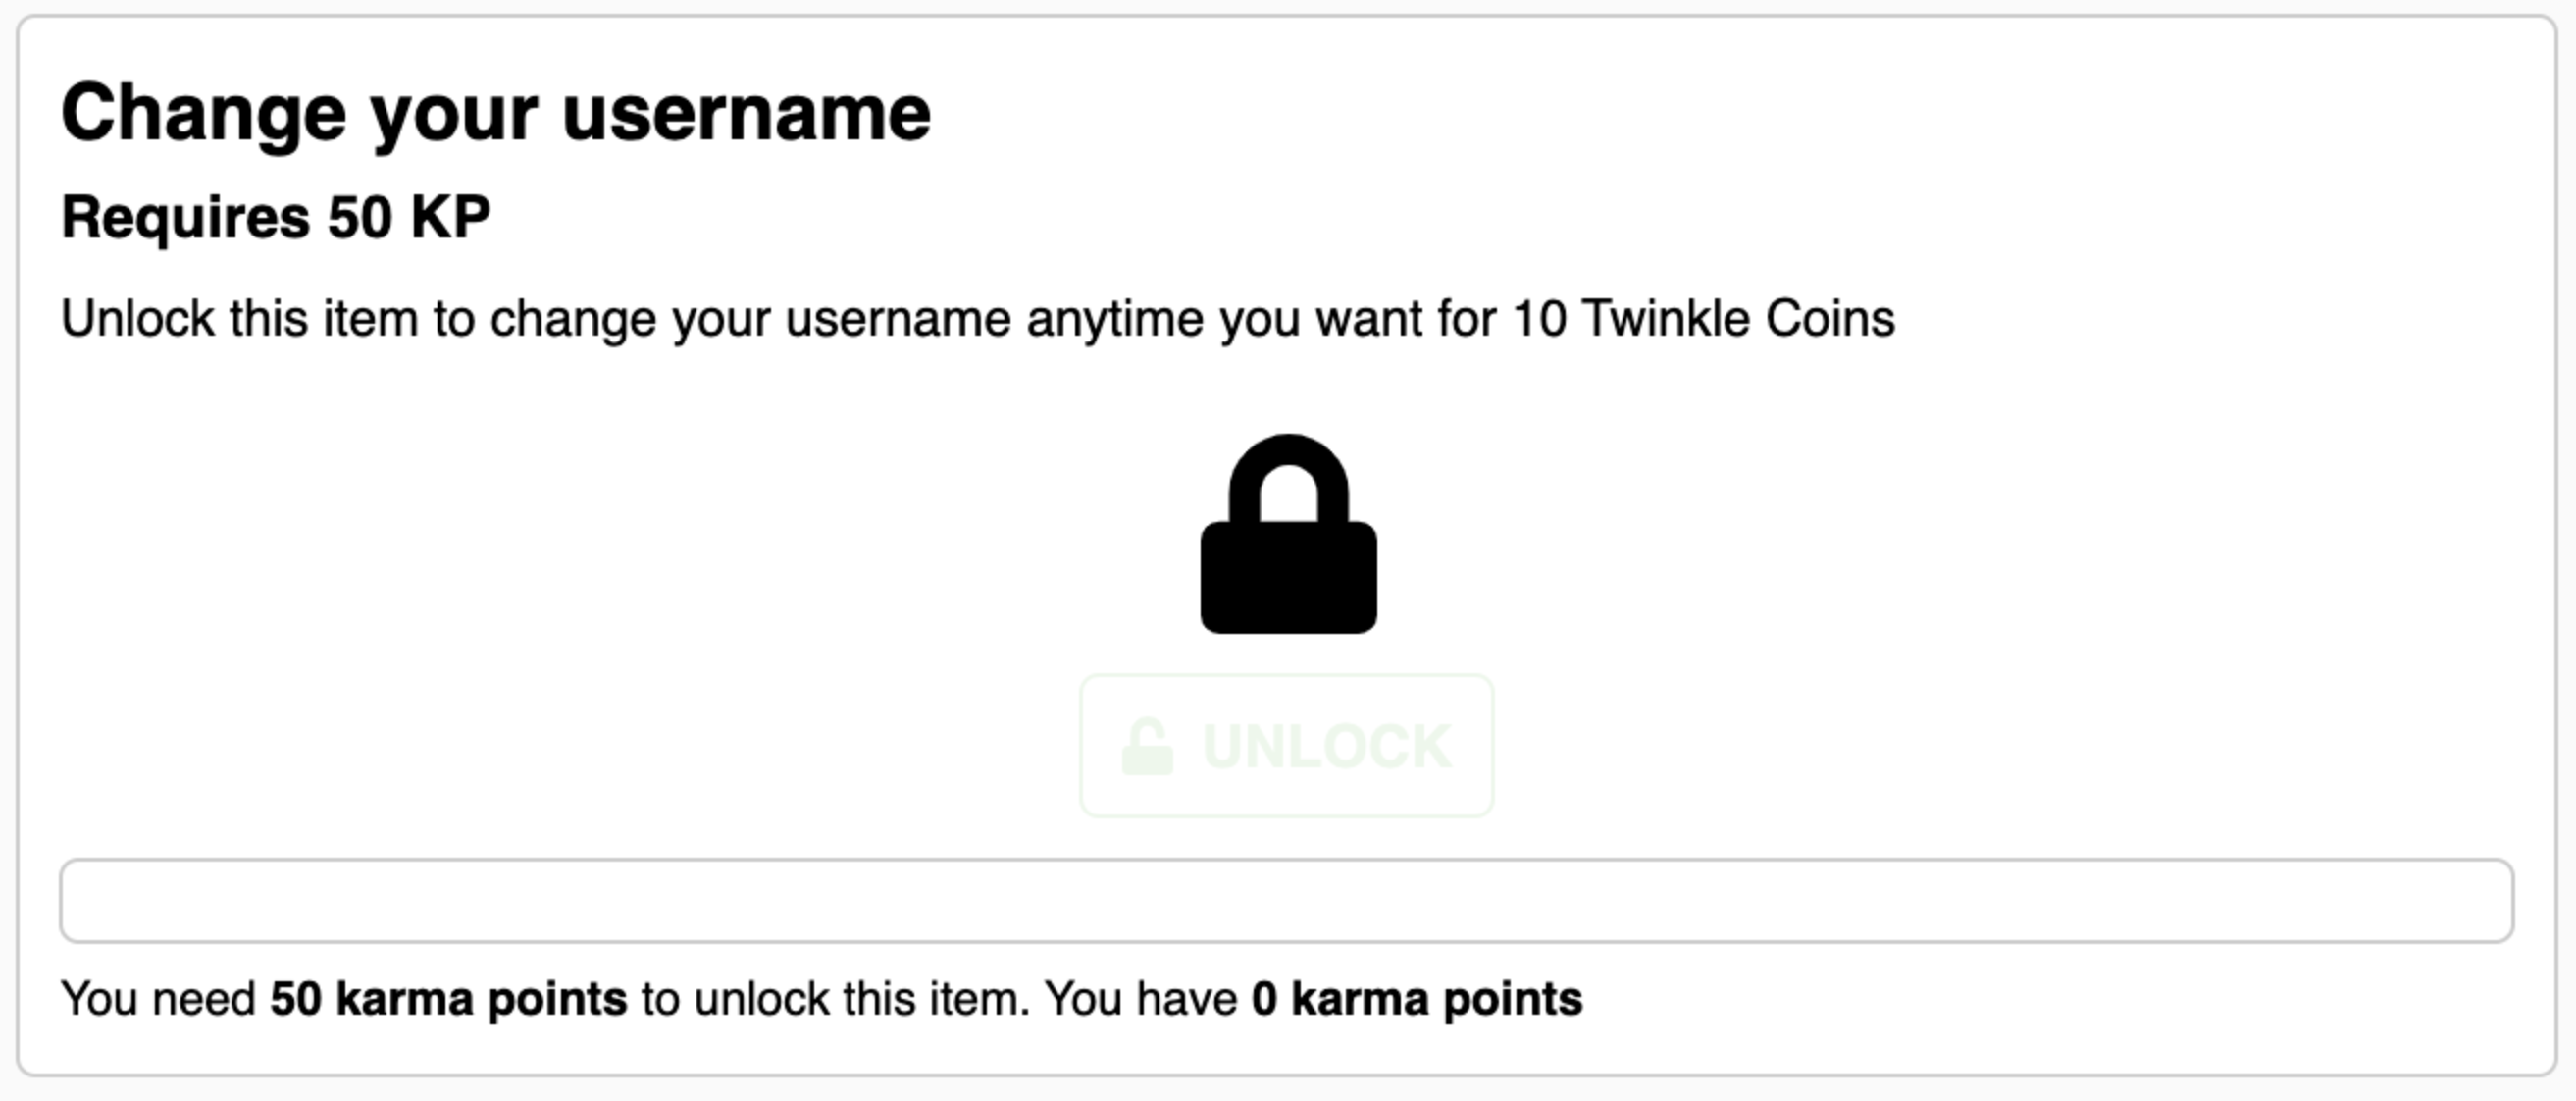 Change your username
Requires 50 KP
Unlock this item to change your username anytime you want for 10 Twinkle Coins
UNLOCK
You need 50 karma points to unlock this item. You have 0 karma points